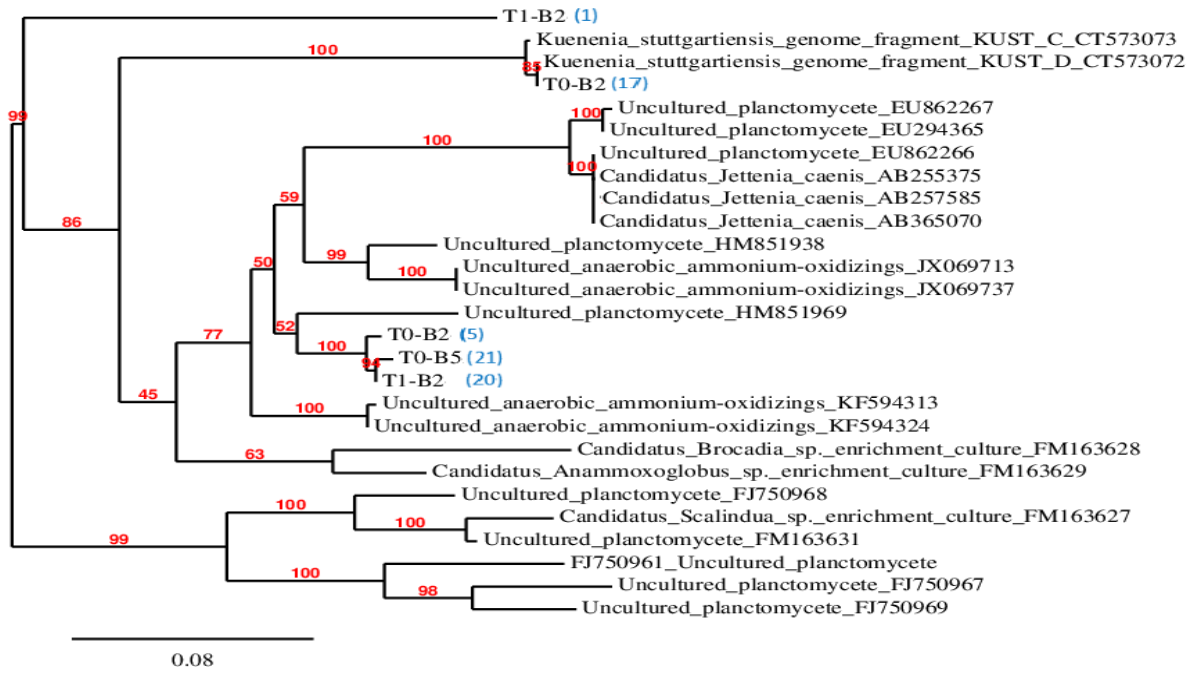 T1-B2 (1)
100
Kuenenia_stuttgartiensis_genome_fragment_KUST_C_CT573073
85
Kuenenia_stuttgartiensis_genome_fragment_KUST_D_CT573072
T0-B2 (17)
99
100
Uncultured_planctomycete_EU862267
Uncultured_planctomycete_EU294365
100
Uncultured_planctomycete_EU862266
100
Candidatus_Jettenia_caenis_AB255375
Candidatus_Jettenia_caenis_AB257585
59
Candidatus_Jettenia_caenis_AB365070
86
Uncultured_planctomycete_HM851938
99
50
100
Uncultured_anaerobic_ammonium-oxidizings_JX069713
Uncultured_anaerobic_ammonium-oxidizings_JX069737
Uncultured_planctomycete_HM851969
52
77
T0-B2 (5)
100
94
T0-B5 (21)
T1-B2 (20)
45
100
Uncultured_anaerobic_ammonium-oxidizings_KF594313
Uncultured_anaerobic_ammonium-oxidizings_KF594324
63
Candidatus_Brocadia_sp._enrichment_culture_FM163628
Candidatus_Anammoxoglobus_sp._enrichment_culture_FM163629
100
Uncultured_planctomycete_FJ750968
100
Candidatus_Scalindua_sp._enrichment_culture_FM163627
99
Uncultured_planctomycete_FM163631
100
FJ750961_Uncultured_planctomycete
98
Uncultured_planctomycete_FJ750967
Uncultured_planctomycete_FJ750969
0.08